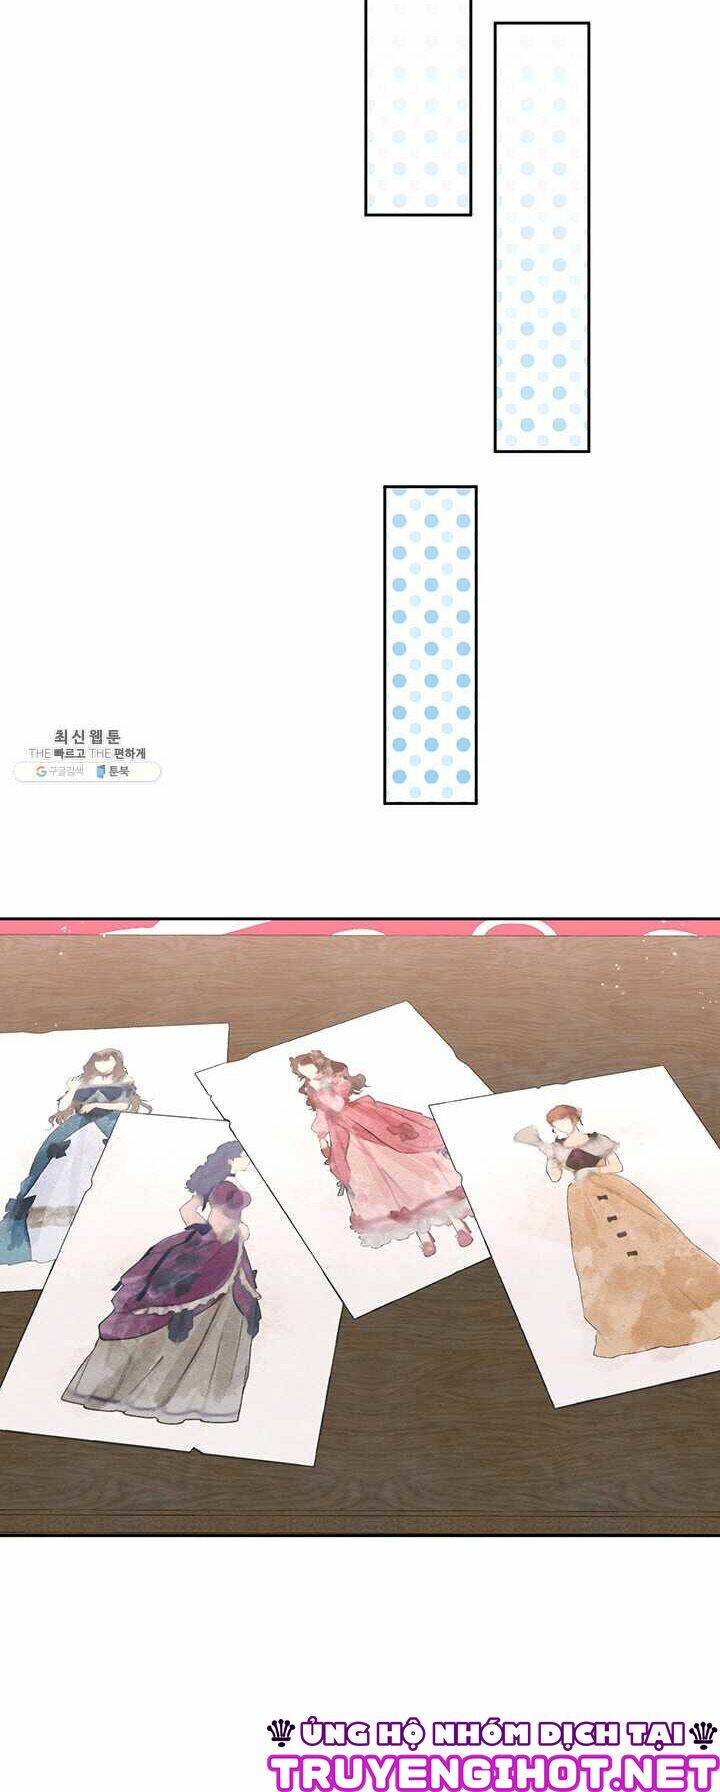 최신웹툰
THE 빠르고 THE 편하게
구글검색 툰북
ỦNG HỘ NHÓM DỊCH TẠI
TRUYENGIHOT.NET